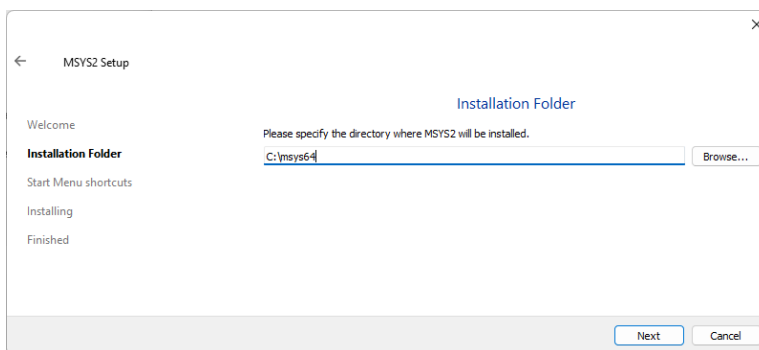 MSYS2 Setup
Installation Folder
Welcome
Please specify the directory where MSYS2 will be installed.
Installation Folder
C:\msys64
Browse...
Start Menu shortcuts
Installing
Finished
Next
Cancel